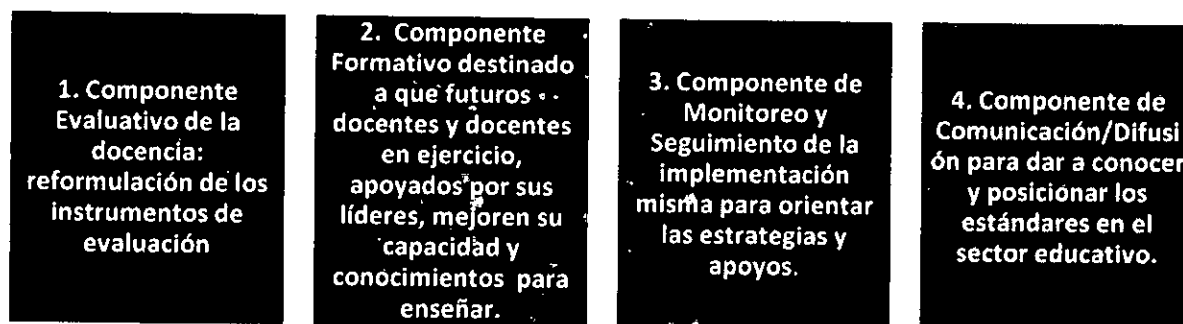 1. Componente
Evaluativo de la
docencia:
reformulación de los
instrumentos de
evaluación
2. Componente
Formativo destinado
a que futuros
docentes y docentes
en ejercicio,
apoyados por sus
líderes, mejoren su
capacidad y
conocimientos para
enseñar.
3. Componente de
Monitoreo y
Seguimiento de la
implementación
misma para orientar
las estrategias y
apoyos.
4. Componente de
Comunicación/Difusi
ón para dar a conocer
y posicionar los
estándares en el
sector educativo.